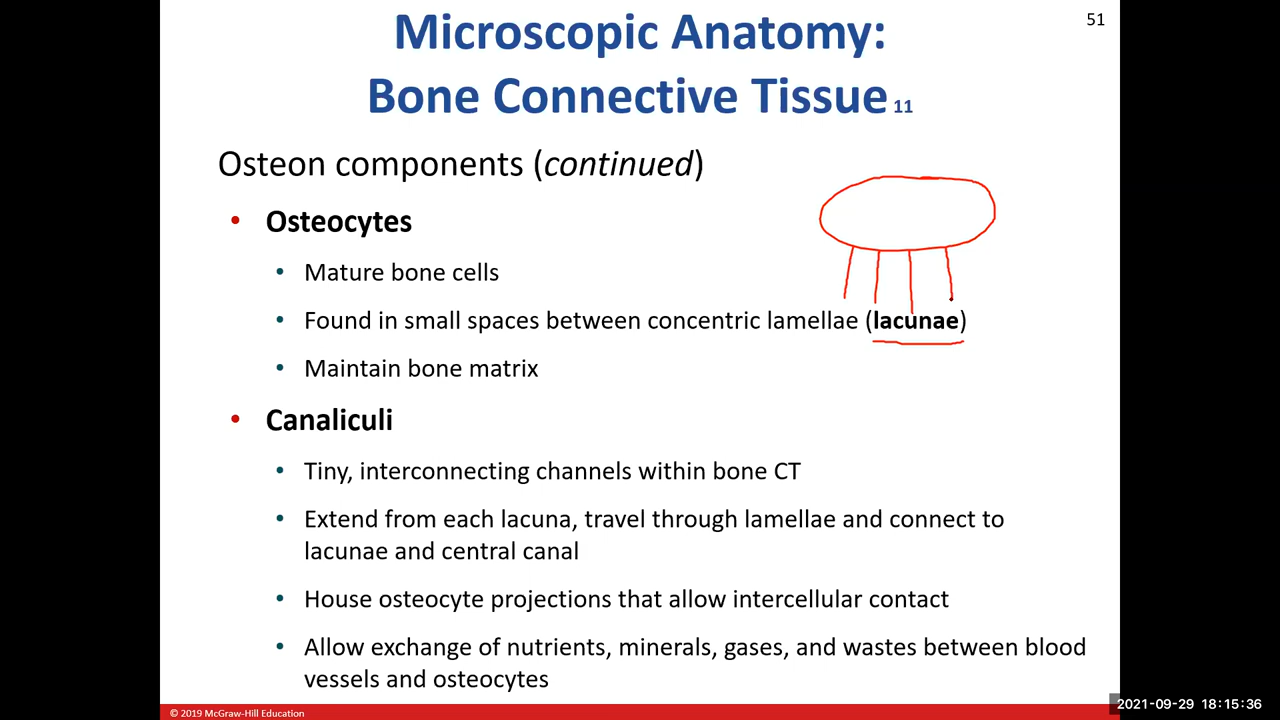 51
Microscopic Anatomy:
Bone Connective Tissue 11
Osteon components (continued)
• Osteocytes
• Mature bone cells
• Found in small spaces between concentric lamellae (lacunae)
• Maintain bone matrix
• Canaliculi
• Tiny, interconnecting channels within bone CT
• Extend from each lacuna, travel through lamellae and connect to
lacunae and central canal
• House osteocyte projections that allow intercellular contact
• Allow exchange of nutrients, minerals, gases, and wastes between blood
vessels and osteocytes
© 2019 McGraw-Hill Education
2021-09-29 18:15:36